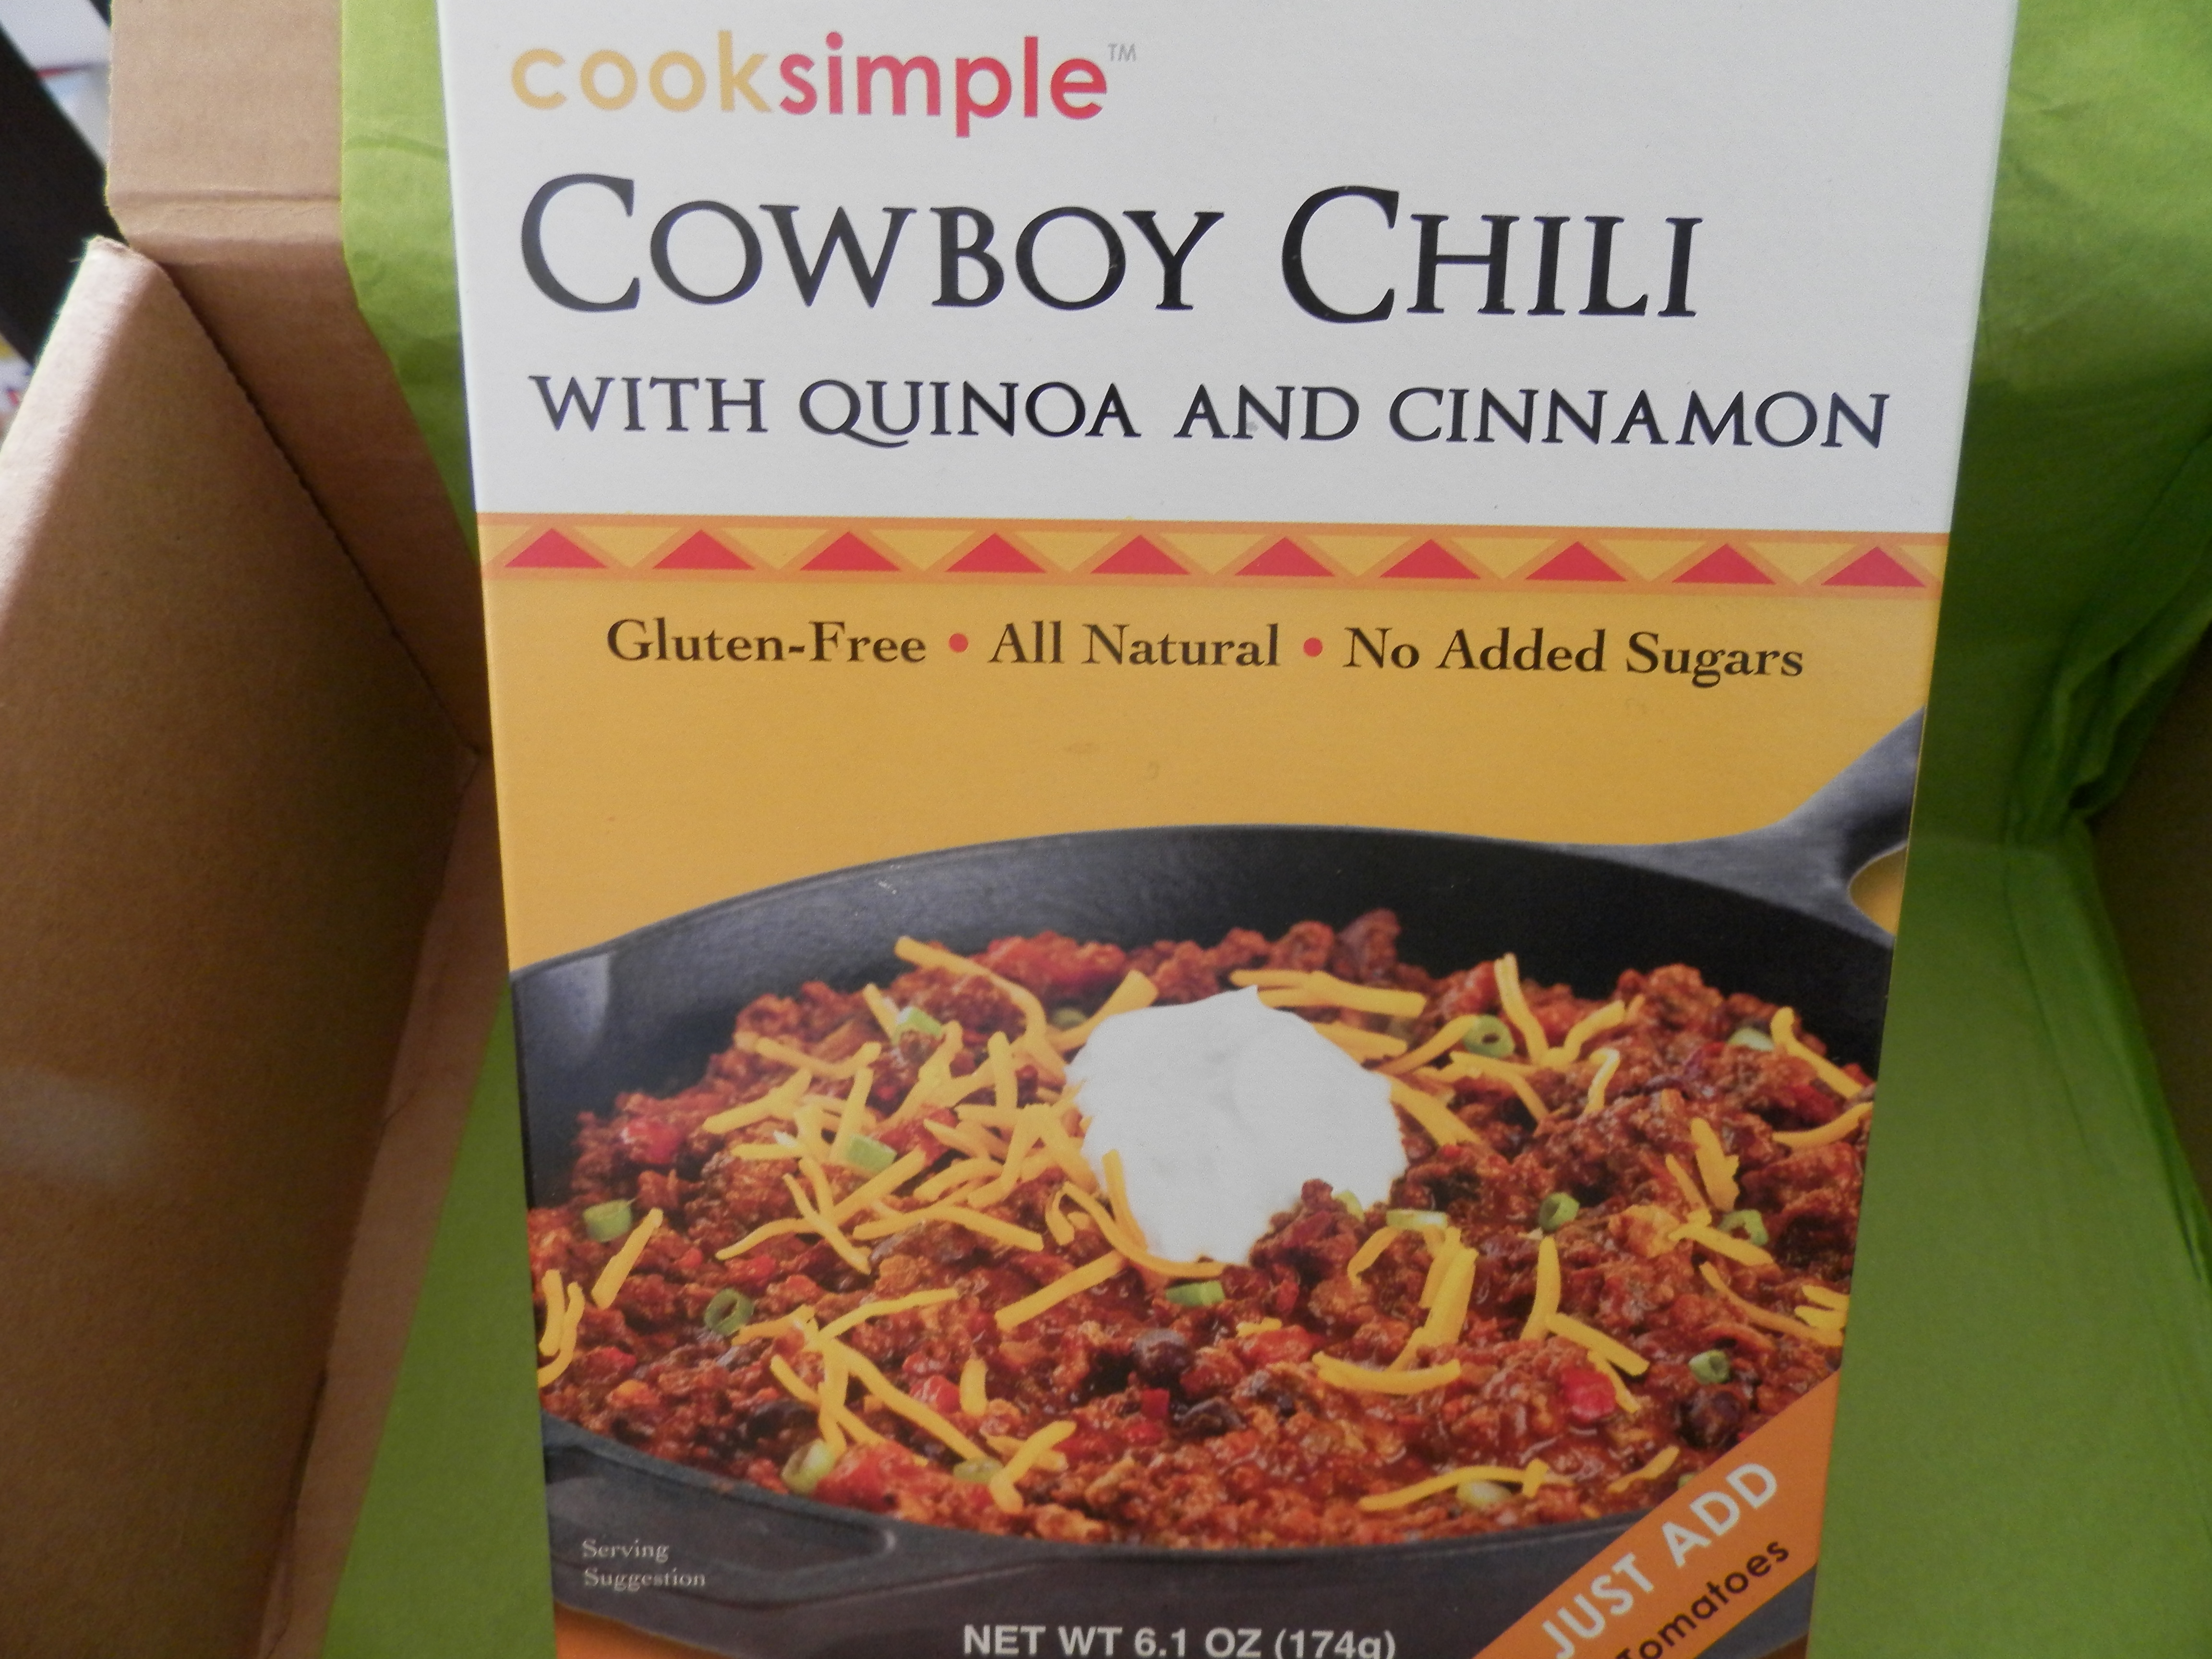 cooksimple™
COWBOY CHILI
WITH QUINOA AND CINNAMON
Gluten-Free • All Natural • No Added Sugars
Serving
Suggestion
NET WT 6.1 OZ (174g)
JUST ADD
Tomatoes